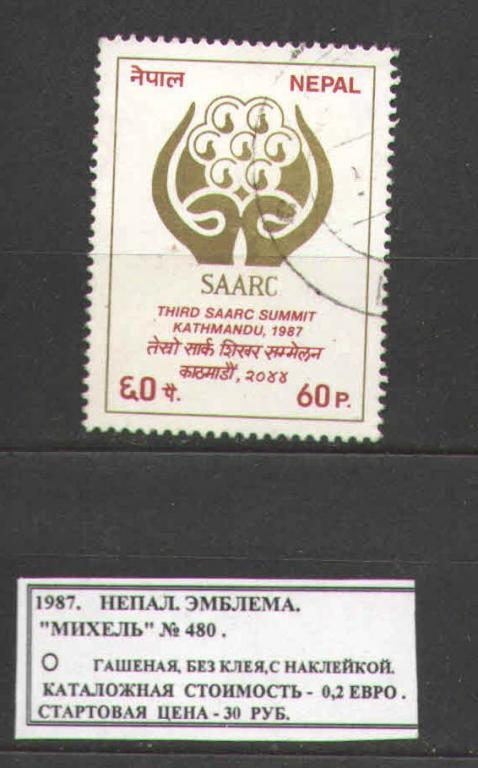 नेपाल NEPAL
SAARC
THIRD SAARC SUMMIT
KATHMANDU, 1987
तेस्रो सार्क शिखर सम्मेलन
काठमाडौं, २०४४
६० पै. 60 P.
1987. НЕПАЛ. ЭМБЛЕМА.
"МИХЕЛЬ" № 480 .
О ГАШЕНАЯ, БЕЗ КЛЕЯ,С НАКЛЕЙКОЙ.
КАТАЛОЖНАЯ СТОИМОСТЬ - 0,2 ЕВРО .
СТАРТОВАЯ ЦЕНА - 30 РУБ.